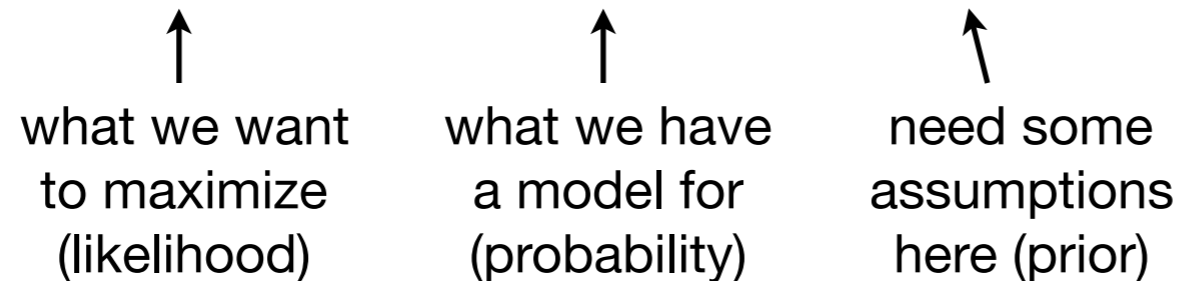 what we want
to maximize
(likelihood)
what we have
a model for
(probability)
need some
assumptions
here (prior)